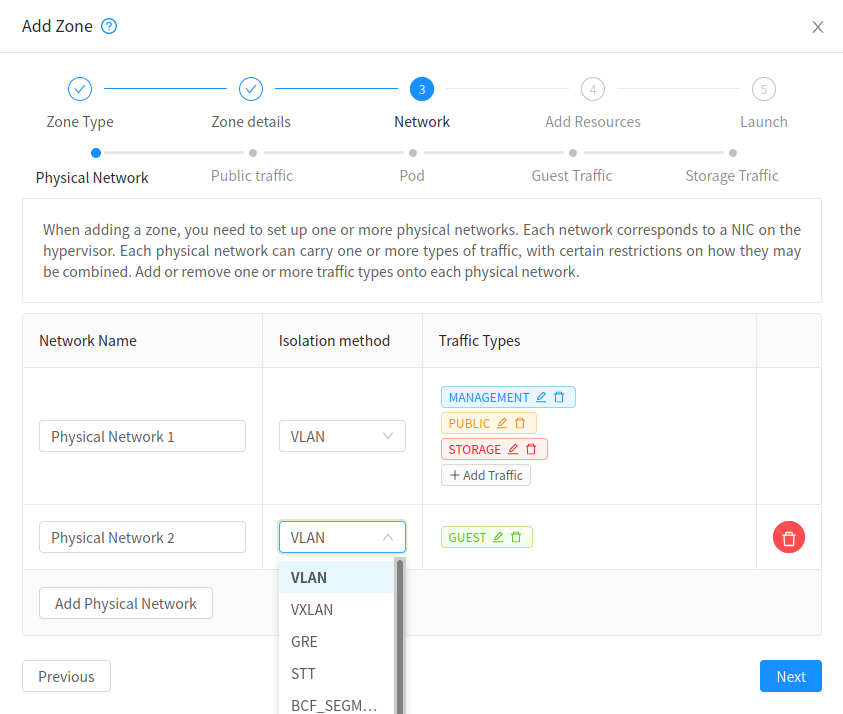 Add Zone
3
4
5
Zone Type
Zone details
Network
Add Resources
Launch
Physical Network
Public traffic
Pod
Guest Traffic
Storage Traffic
When adding a zone, you need to set up one or more physical networks. Each network corresponds to a NIC on the
hypervisor. Each physical network can carry one or more types of traffic, with certain restrictions on how they may
be combined. Add or remove one or more traffic types onto each physical network.
Network Name
Isolation method
Traffic Types
Physical Network 1
VLAN
MANAGEMENT
PUBLIC
STORAGE
+ Add Traffic
Physical Network 2
VLAN
GUEST
VLAN
VXLAN
GRE
STT
BCF_SEGM...
Add Physical Network
Previous
Next